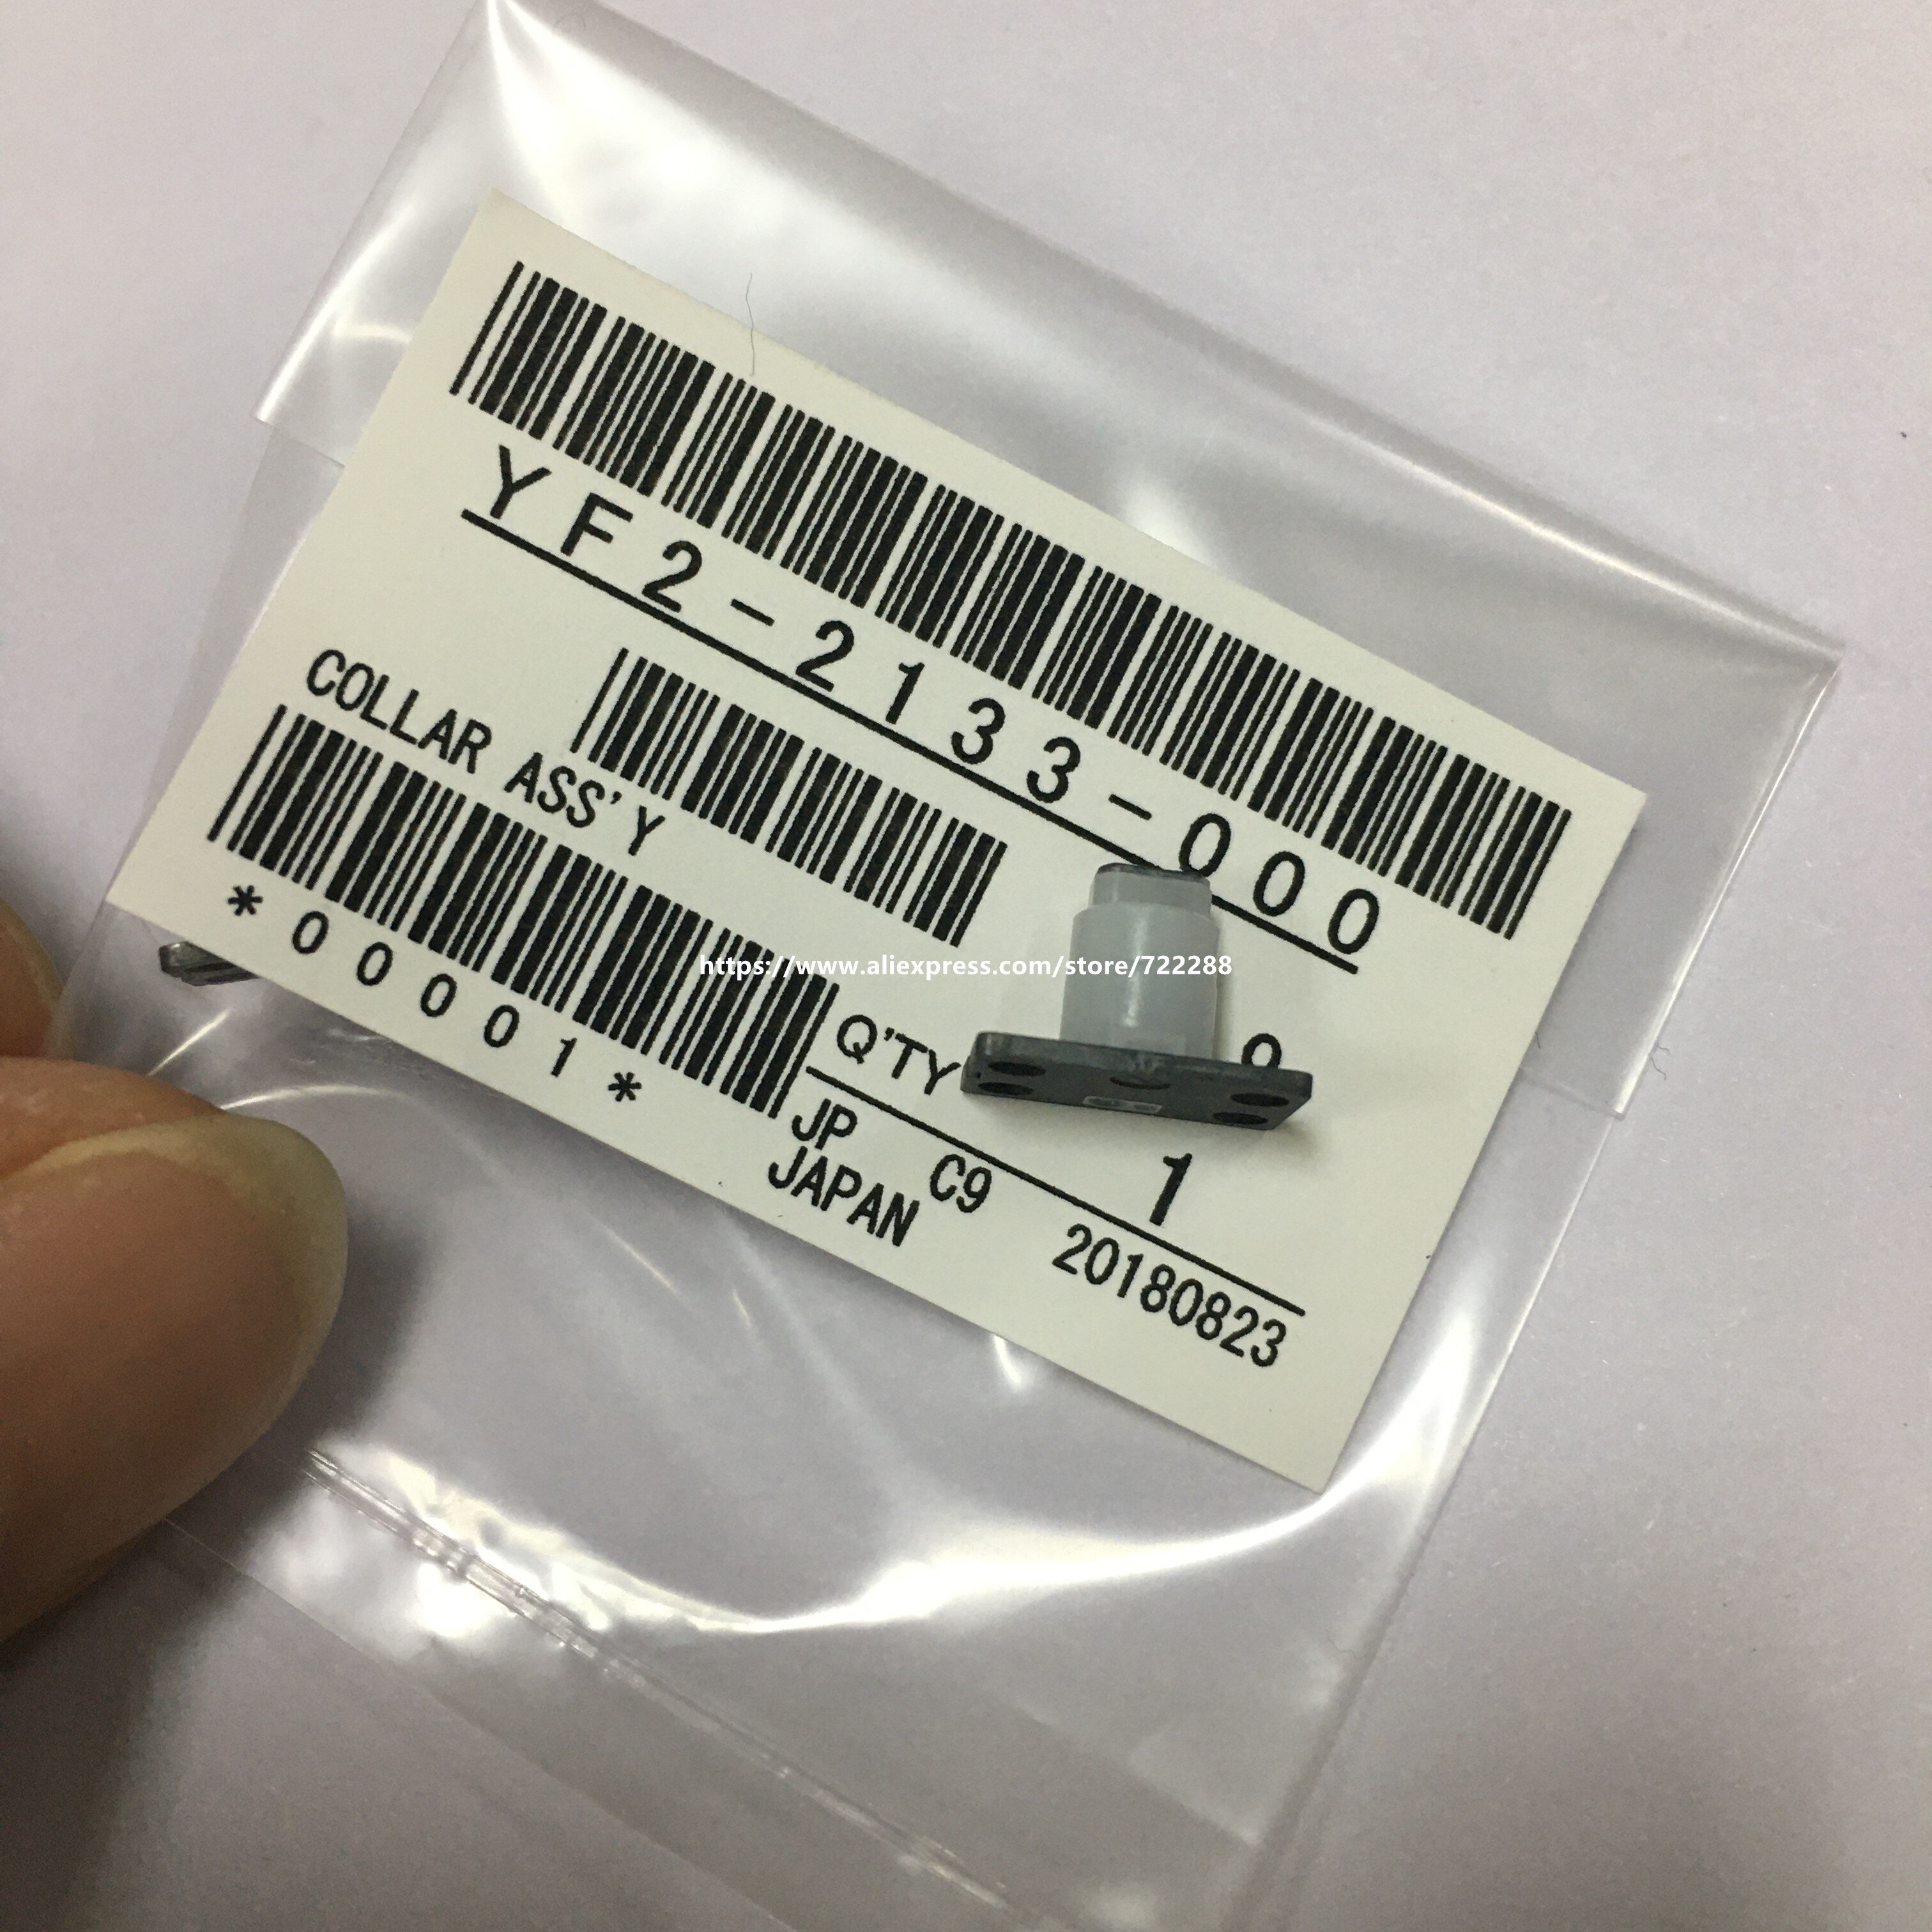 YF2-2133-000
COLLAR ASS'Y
*00001*
Q'TY
1
JP C9 20180823
JAPAN
https://www.aliexpress.com/store/722288